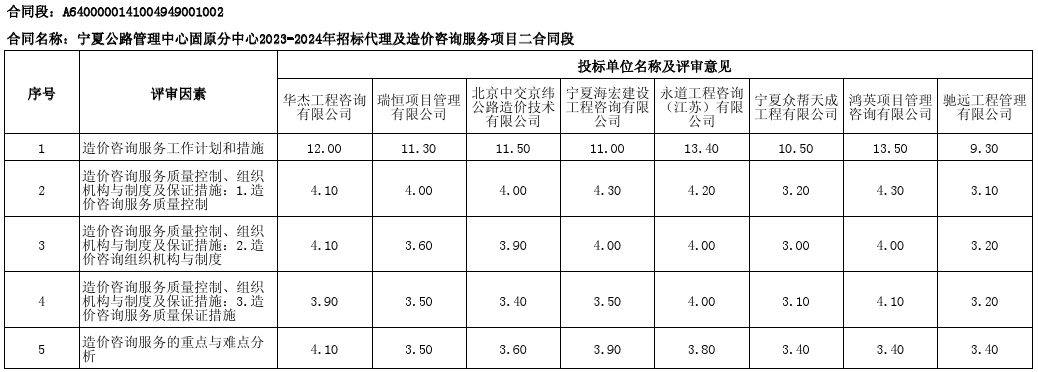 合同段：A6400000141004949001002
合同名称：宁夏公路管理中心固原分中心2023-2024年招标代理及造价咨询服务项目二合同段
序号 评审因素 投标单位名称及评审意见
华杰工程咨询有限公司 瑞恒项目管理有限公司 北京中交京纬公路造价技术有限公司 宁夏海宏建设工程咨询有限公司 永道工程咨询（江苏）有限公司 宁夏众帮天成工程有限公司 鸿英项目管理咨询有限公司 驰远工程管理有限公司
1 造价咨询服务工作计划和措施 12.00 11.30 11.50 11.00 13.40 10.50 13.50 9.30
2 造价咨询服务质量控制、组织机构与制度及保证措施：1.造价咨询服务质量控制 4.10 4.00 4.00 4.30 4.20 3.20 4.30 3.10
3 造价咨询服务质量控制、组织机构与制度及保证措施：2.造价咨询组织机构与制度 4.10 3.60 3.90 4.00 4.00 3.00 4.00 3.20
4 造价咨询服务质量控制、组织机构与制度及保证措施：3.造价咨询服务质量保证措施 3.90 3.50 3.40 3.50 4.00 3.10 4.10 3.20
5 造价咨询服务的重点与难点分析 4.10 3.50 3.60 3.90 3.80 3.40 3.40 3.40